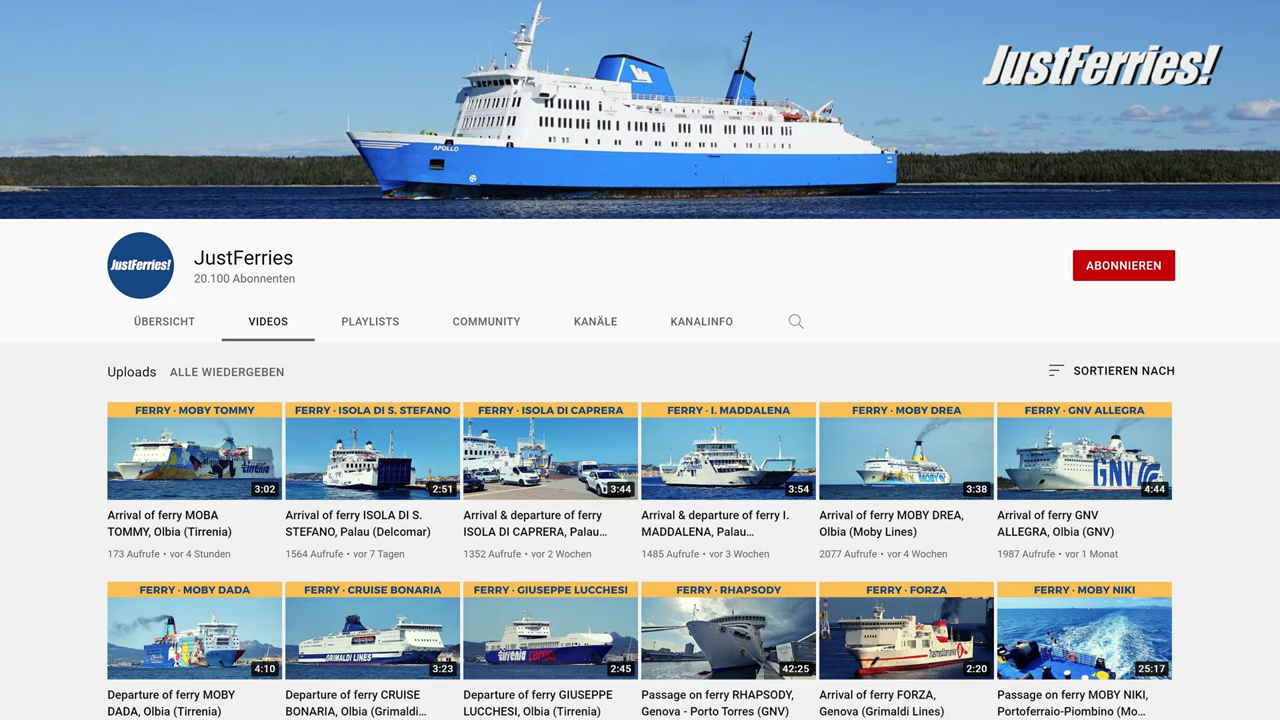 JustFerries!
APOLLO
JustFerries!
JustFerries
20.100 Abonnenten
ABONNIEREN
ÜBERSICHT
VIDEOS
PLAYLISTS
COMMUNITY
KANÄLE
KANALINFO
Uploads
ALLE WIEDERGEBEN
SORTIEREN NACH
FERRY · MOBY TOMMY
Tirrenia
3:02
Arrival of ferry MOBA
TOMMY, Olbia (Tirrenia)
173 Aufrufe • vor 4 Stunden
FERRY · ISOLA DI S. STEFANO
2:51
Arrival of ferry ISOLA DI S.
STEFANO, Palau (Delcomar)
1564 Aufrufe • vor 7 Tagen
FERRY · ISOLA DI CAPRERA
3:44
Arrival & departure of ferry
ISOLA DI CAPRERA, Palau…
1352 Aufrufe • vor 2 Wochen
FERRY · I. MADDALENA
3:54
Arrival & departure of ferry I.
MADDALENA, Palau…
1485 Aufrufe • vor 3 Wochen
FERRY · MOBY DREA
MOBY
3:38
Arrival of ferry MOBY DREA,
Olbia (Moby Lines)
2077 Aufrufe • vor 4 Wochen
FERRY · GNV ALLEGRA
GNV
4:44
Arrival of ferry GNV
ALLEGRA, Olbia (GNV)
1987 Aufrufe • vor 1 Monat
FERRY · MOBY DADA
4:10
Departure of ferry MOBY
DADA, Olbia (Tirrenia)
FERRY · CRUISE BONARIA
GRIMALDI LINES
3:23
Departure of ferry CRUISE
BONARIA, Olbia (Grimaldi…
FERRY · GIUSEPPE LUCCHESI
Tirrenia cargo
2:45
Departure of ferry GIUSEPPE
LUCCHESI, Olbia (Tirrenia)
FERRY · RHAPSODY
42:25
Passage on ferry RHAPSODY,
Genova - Porto Torres (GNV)
FERRY · FORZA
Trasmediterranea
2:20
Arrival of ferry FORZA,
Genova (Grimaldi Lines)
FERRY · MOBY NIKI
25:17
Passage on ferry MOBY NIKI,
Portoferraio-Piombino (Mo…